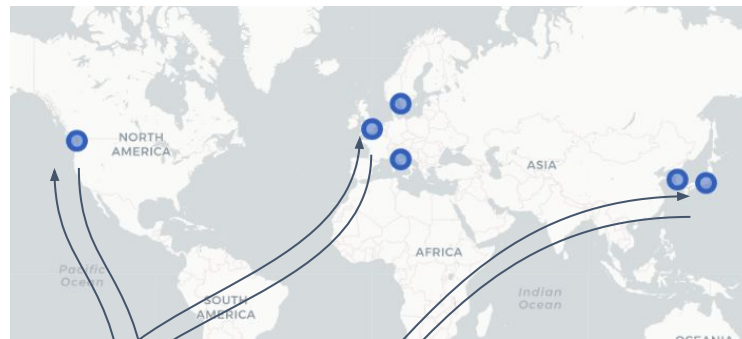 NORTH
AMERICA
ASIA
AFRICA
Pacific
Ocean
Indian
Ocean
SOUTH
AMERICA
OCEANIA